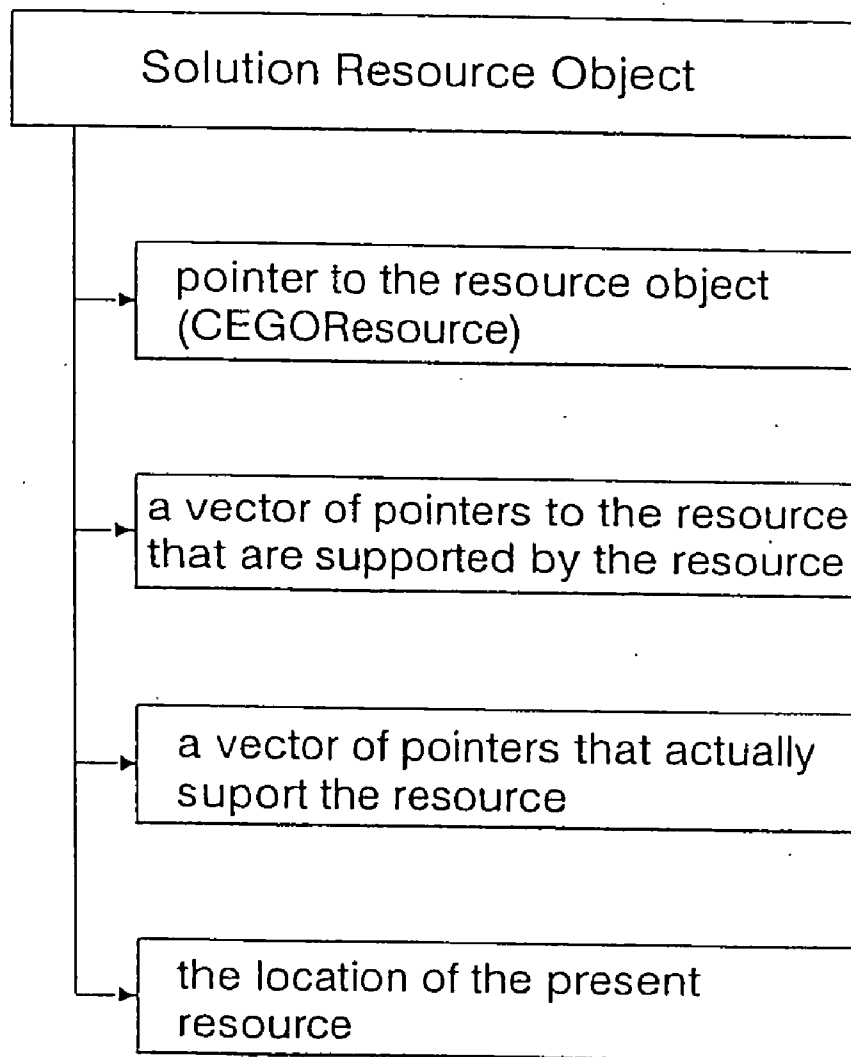 Solution Resource Object
pointer to the resource object
(CEGOResource)
a vector of pointers to the resource
that are supported by the resource
a vector of pointers that actually
suport the resource
the location of the present
resource